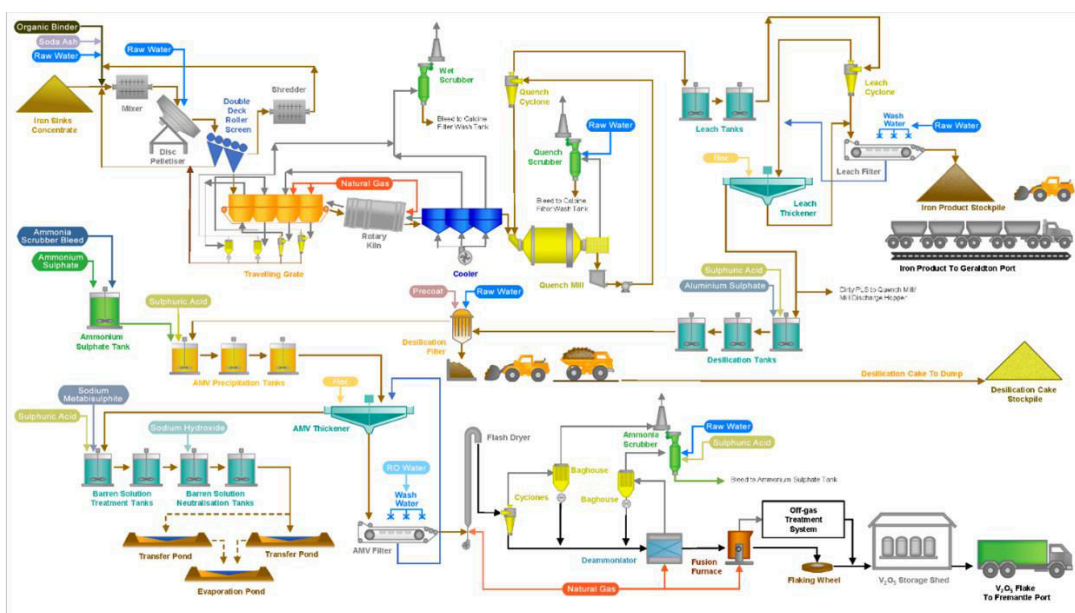 Organic Binder
Soda Ash
Raw Water
Raw Water
Iron Sinks
Concentrate
Mixer
Disc
Pelletiser
Double
Deck
Roller
Screen
Shredder
Wet
Scrubber
Bleed to Calcine
Filter Wash Tank
Natural Gas
Travelling Grate
Rotary
Kiln
Cooler
Quench
Cyclone
Quench
Scrubber
Raw Water
Bleed to Calcine
Filter Wash Tank
Quench Mill
Leach Tanks
Leach
Cyclone
Wash
Water
Raw Water
Leach Filter
Leach
Thickener
Iron Product Stockpile
Iron Product To Geraldton Port
Ammonia
Scrubber Bleed
Ammonium
Sulphate
Ammonium
Sulphate Tank
Sulphuric Acid
AMV Precipitation Tanks
Precoat
Raw Water
Desilication
Filter
Sulphuric Acid
Aluminium Sulphate
Desilication Tanks
Dirty PLS to Quench Mill/
Mill Discharge Hopper
Desilication Cake To Dump
Desilication Cake
Stockpile
Sodium
Metabisulphite
Sulphuric Acid
Sodium Hydroxide
Barren Solution
Treatment Tanks
Barren Solution
Neutralisation Tanks
Transfer Pond
Transfer Pond
Evaporation Pond
AMV Thickener
RO Water
Wash
Water
AMV Filter
Flash Dryer
Cyclones
Baghouse
Baghouse
Ammonia
Scrubber
Raw Water
Sulphuric Acid
Bleed to Ammonium Sulphate Tank
Deammoniator
Natural Gas
Fusion
Furnace
Off-gas
Treatment
System
Flaking Wheel
V₂O₅ Storage Shed
V₂O₅ Flake
To Fremantle Port